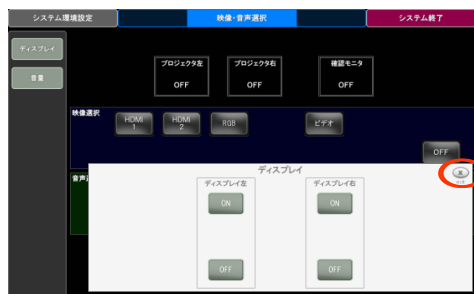 システム環境設定
映像・音声選択
システム終了
ディスプレイ
音量
プロジェクタ左
OFF
プロジェクタ右
OFF
確認モニタ
OFF
映像選択
HDMI
1
HDMI
2
RGB
ビデオ
OFF
ディスプレイ
ディスプレイ左
ON
OFF
ディスプレイ右
ON
OFF